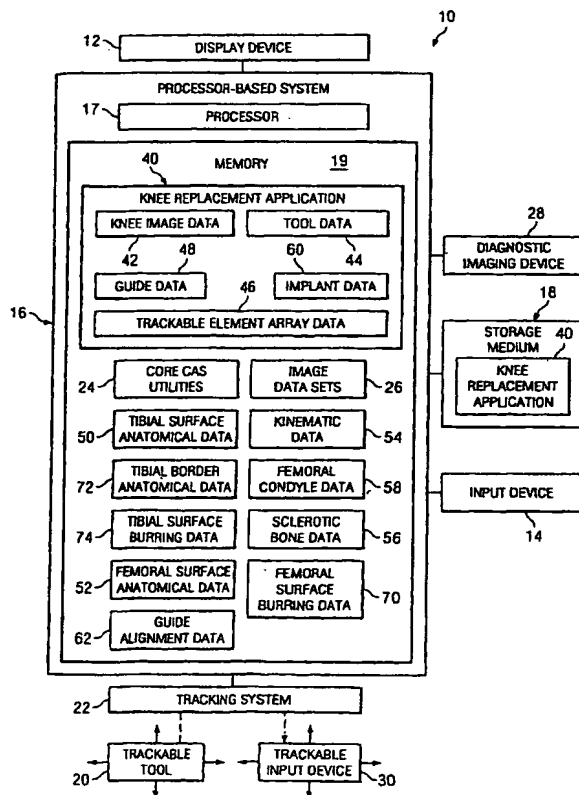 10
12
DISPLAY DEVICE
PROCESSOR-BASED SYSTEM
17
PROCESSOR
MEMORY 19
40
KNEE REPLACEMENT APPLICATION
KNEE IMAGE DATA
TOOL DATA
42 48 60 44
GUIDE DATA
IMPLANT DATA
46
TRACKABLE ELEMENT ARRAY DATA
16
28
DIAGNOSTIC
IMAGING DEVICE
18
STORAGE
MEDIUM 40
KNEE
REPLACEMENT
APPLICATION
24
CORE CAS
UTILITIES
IMAGE
DATA SETS
26
50
TIBIAL SURFACE
ANATOMICAL DATA
KINEMATIC
DATA
54
72
TIBIAL BORDER
ANATOMICAL DATA
FEMORAL
CONDYLE DATA
58
INPUT DEVICE
14
74
TIBIAL SURFACE
BURRING DATA
SCLEROTIC
BONE DATA
56
52
FEMORAL SURFACE
ANATOMICAL DATA
FEMORAL
SURFACE
BURRING DATA
70
62
GUIDE
ALIGNMENT DATA
22
TRACKING SYSTEM
20
TRACKABLE
TOOL
TRACKABLE
INPUT DEVICE
30